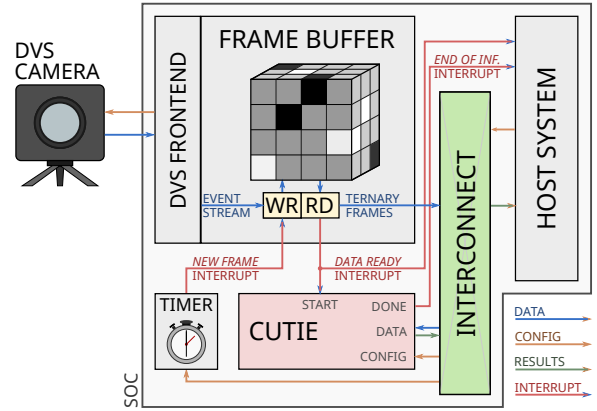 DVS
CAMERA
DVS FRONTEND
FRAME BUFFER
WR RD
EVENT
STREAM
TERNARY
FRAMES
END OF INF.
INTERRUPT
HOST SYSTEM
INTERCONNECT
NEW FRAME
INTERRUPT
DATA READY
INTERRUPT
TIMER
START
DONE
CUTIE
DATA
CONFIG
SOC
DATA
CONFIG
RESULTS
INTERRUPT